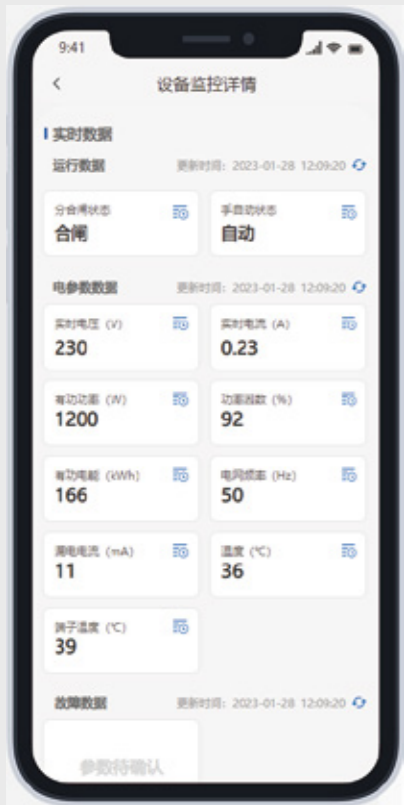 9:41
设备监控详情
实时数据
运行数据 更新时间：2023-01-28 12:09:20
分合闸状态 手自动状态
合闸 自动
电参数数据 更新时间：2023-01-28 12:09:20
实时电压 (V) 实时电流 (A)
230 0.23
有功功率 (W) 功率因数 (%)
1200 92
有功电能 (kWh) 电网频率 (Hz)
166 50
漏电电流 (mA) 温度 (℃)
11 36
端子温度 (℃)
39
故障数据 更新时间：2023-01-28 12:09:20
参数待确认